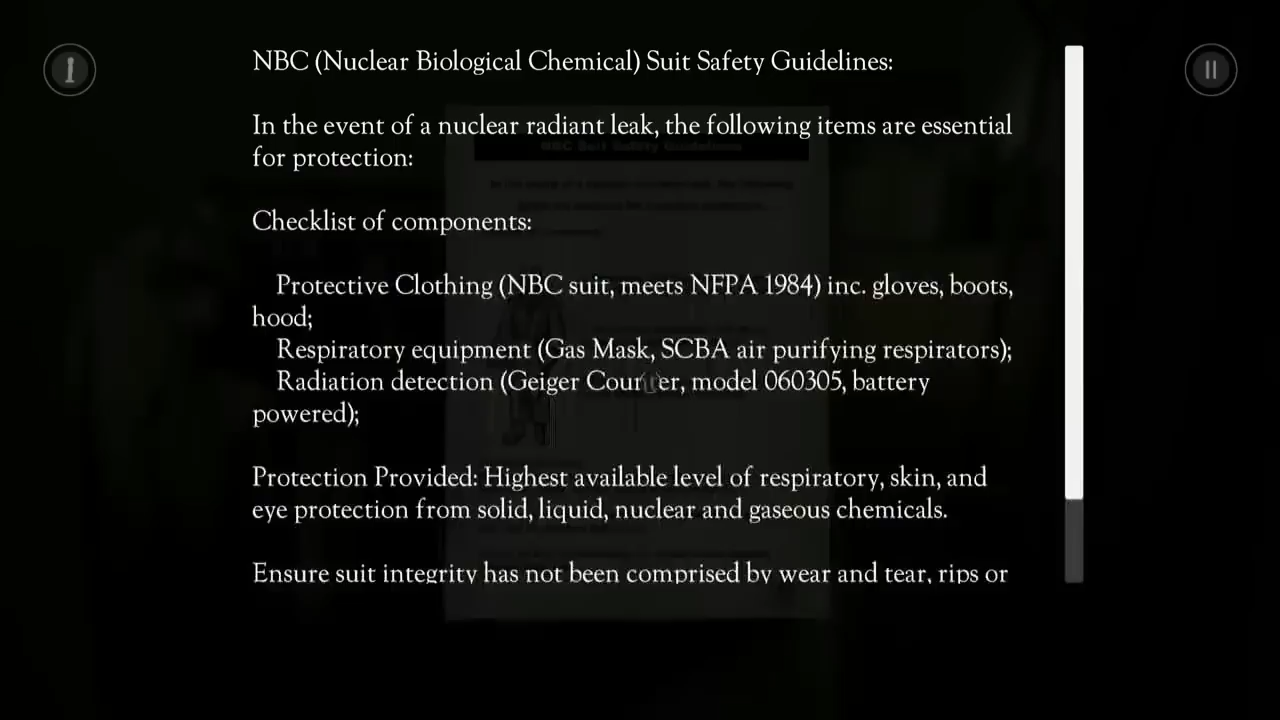 NBC (Nuclear Biological Chemical) Suit Safety Guidelines:
In the event of a nuclear radiant leak, the following items are essential
for protection:
Checklist of components:
Protective Clothing (NBC suit, meets NFPA 1984) inc. gloves, boots,
hood;
Respiratory equipment (Gas Mask, SCBA air purifying respirators);
Radiation detection (Geiger Counter, model 060305, battery
powered);
Protection Provided: Highest available level of respiratory, skin, and
eye protection from solid, liquid, nuclear and gaseous chemicals.
Ensure suit integrity has not been comprised by wear and tear, rips or
NBC Suit Safety Guidelines